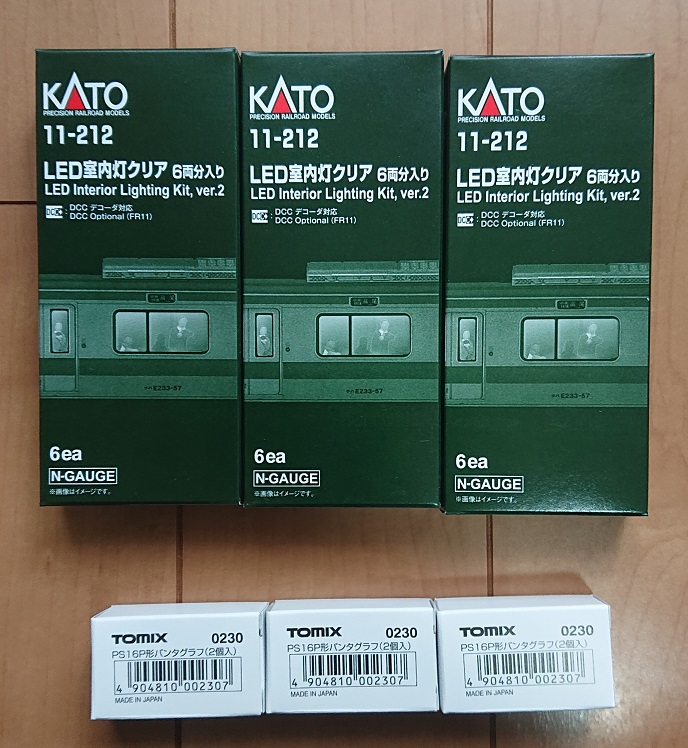 KATO
PRECISION RAILROAD MODELS
11-212
LED室内灯クリア 6両分入り
LED Interior Lighting Kit, ver.2
DCC デコーダ対応
DCC Optional (FR11)
E233-57
6ea
N-GAUGE
※画像はイメージです。
KATO
PRECISION RAILROAD MODELS
11-212
LED室内灯クリア 6両分入り
LED Interior Lighting Kit, ver.2
DCC デコーダ対応
DCC Optional (FR11)
E233-57
6ea
N-GAUGE
※画像はイメージです。
KATO
PRECISION RAILROAD MODELS
11-212
LED室内灯クリア 6両分入り
LED Interior Lighting Kit, ver.2
DCC デコーダ対応
DCC Optional (FR11)
E233-57
6ea
N-GAUGE
※画像はイメージです。
TOMIX 0230
PS16P形パンタグラフ(2個入)
4 904810 002307
MADE IN JAPAN
TOMIX 0230
PS16P形パンタグラフ(2個入)
4 904810 002307
MADE IN JAPAN
TOMIX 0230
PS16P形パンタグラフ(2個入)
4 904810 002307
MADE IN JAPAN